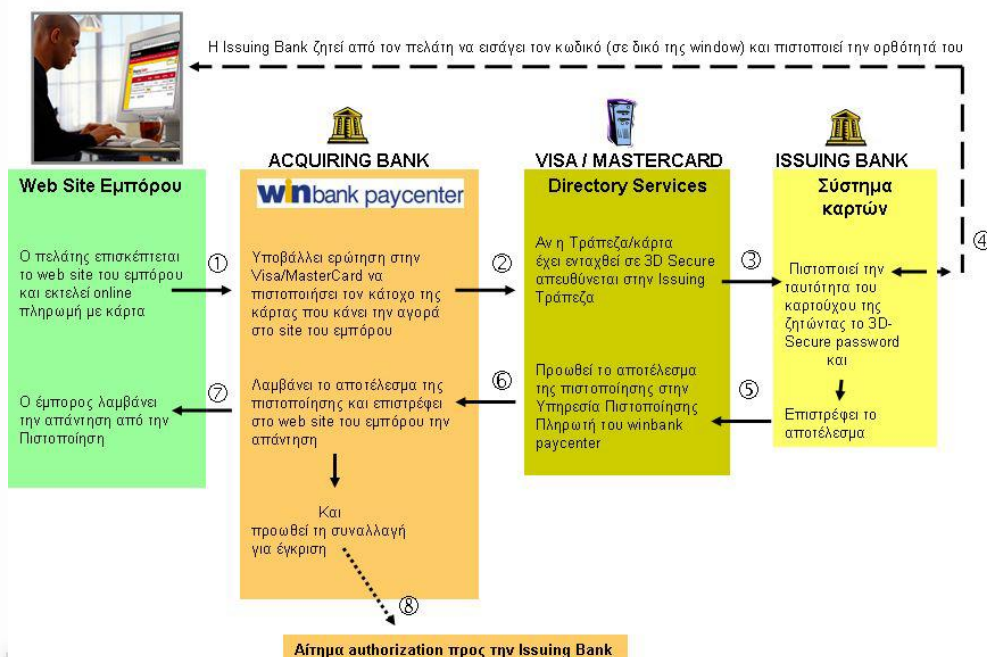 Η Issuing Bank ζητεί από τον πελάτη να εισάγει τον κωδικό (σε δικό της window) και πιστοποιεί την ορθότητά του
ACQUIRING BANK
VISA / MASTERCARD
ISSUING BANK
Web Site Εμπόρου
winbank paycenter
Directory Services
Σύστημα
καρτών
Ο πελάτης επισκέπτεται
το web site του εμπόρου
και εκτελεί online
πληρωμή με κάρτα
①
Υποβάλλει ερώτηση στην
Visa/MasterCard να
πιστοποιήσει τον κάτοχο της
κάρτας που κάνει την αγορά
στο site του εμπόρου
②
Αν η Τράπεζα/κάρτα
έχει ενταχθεί σε 3D Secure
απευθύνεται στην Issuing
Τράπεζα
③
Πιστοποιεί την
ταυτότητα του
καρτούχου της
ζητώντας το 3D-
Secure password
και
④
Επιστρέφει το
αποτέλεσμα
⑤
Προωθεί το αποτέλεσμα
της πιστοποίησης στην
Υπηρεσία Πιστοποίησης
Πληρωτή του winbank
paycenter
⑥
Λαμβάνει το αποτέλεσμα της
πιστοποίησης και επιστρέφει
στο web site του εμπόρου την
απάντηση
⑦
Ο έμπορος λαμβάνει
την απάντηση από την
Πιστοποίηση
Και
προωθεί τη συναλλαγή
για έγκριση
⑧
Αίτημα authorization προς την Issuing Bank